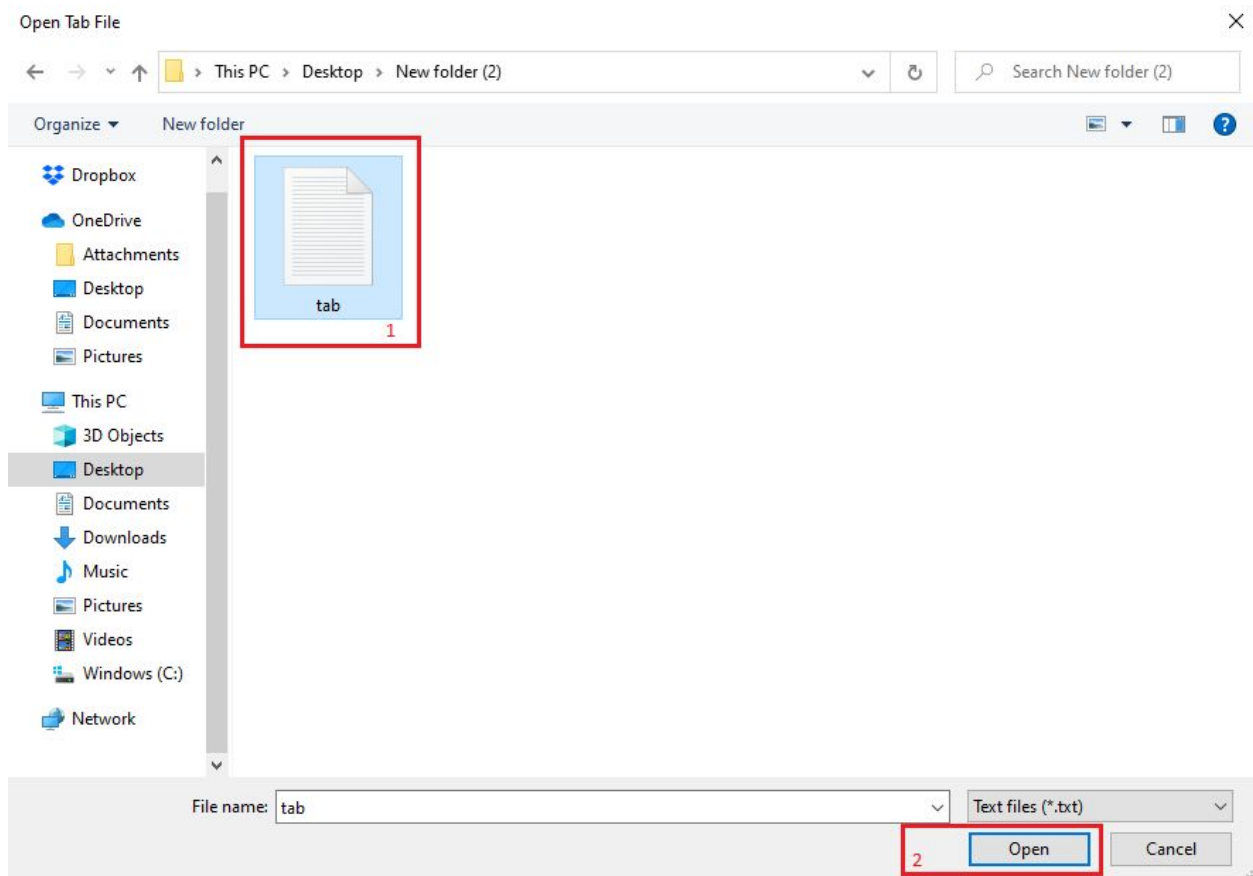 Open Tab File
This PC > Desktop > New folder (2)
Search New folder (2)
Organize
New folder
Dropbox
OneDrive
Attachments
Desktop
Documents
Pictures
This PC
3D Objects
Desktop
Documents
Downloads
Music
Pictures
Videos
Windows (C:)
Network
tab
1
File name: tab
Text files (*.txt)
2
Open
Cancel